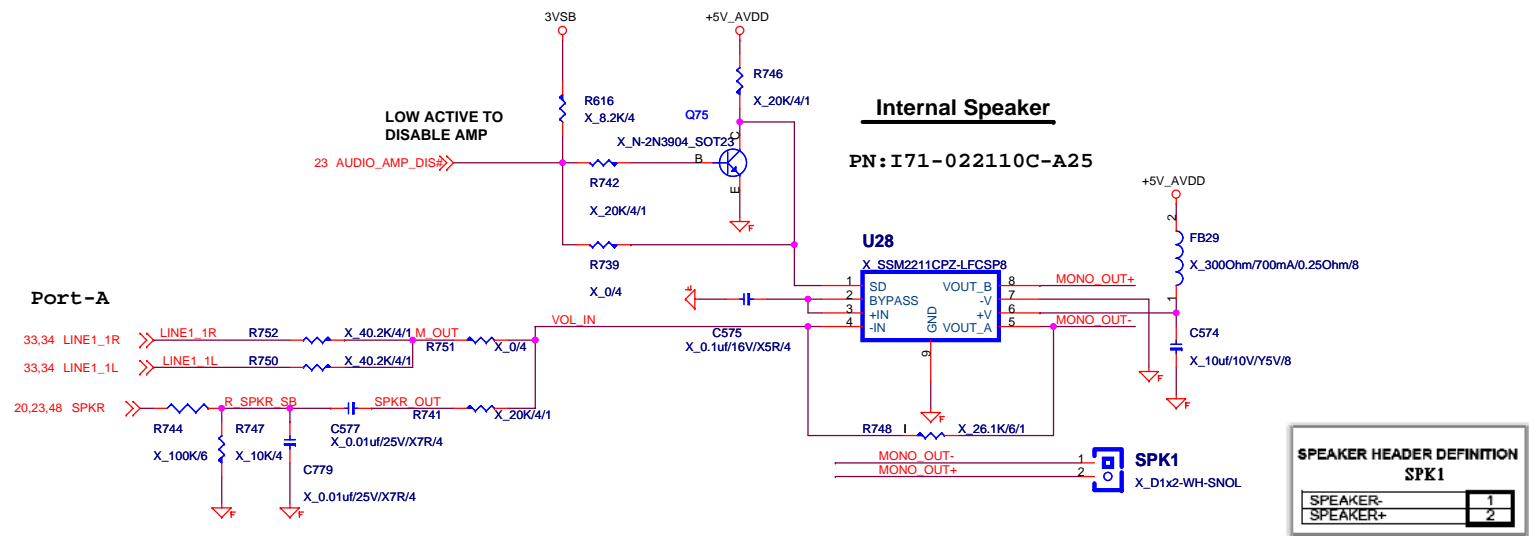 3VSB
+5V_AVDD
R746
X_20K/4/1
R616
X_8.2K/4
LOW ACTIVE TO
DISABLE AMP
Q75
X_N-2N3904_SOT23
C
B
E
Internal Speaker
23 AUDIO_AMP_DIS#
PN:I71-022110C-A25
R742
X_20K/4/1
F
+5V_AVDD
2
FB29
X_300Ohm/700mA/0.25Ohm/8
1
R739
X_0/4
U28
X_SSM2211CPZ-LFCSP8
1 SD VOUT_B 8 MONO_OUT+
2 BYPASS -V 7
3 +IN +V 6
4 -IN VOUT_A 5 MONO_OUT-
GND
9
F
F
C575
X_0.1uf/16V/X5R/4
C574
X_10uf/10V/Y5V/8
F
F
F
Port-A
VOL_IN
33,34 LINE1_1R LINE1_1R R752 X_40.2K/4/1 M_OUT R751 X_0/4
33,34 LINE1_1L LINE1_1L R750 X_40.2K/4/1
20,23,48 SPKR R_SPKR_SB SPKR_OUT R741 X_20K/4/1
R744
X_100K/6
R747
X_10K/4
C577
X_0.01uf/25V/X7R/4
C779
X_0.01uf/25V/X7R/4
F
F
R748 I X_26.1K/6/1
MONO_OUT- 1
MONO_OUT+ 2
SPK1
X_D1x2-WH-SNOL
SPEAKER HEADER DEFINITION
SPK1
SPEAKER- 1
SPEAKER+ 2